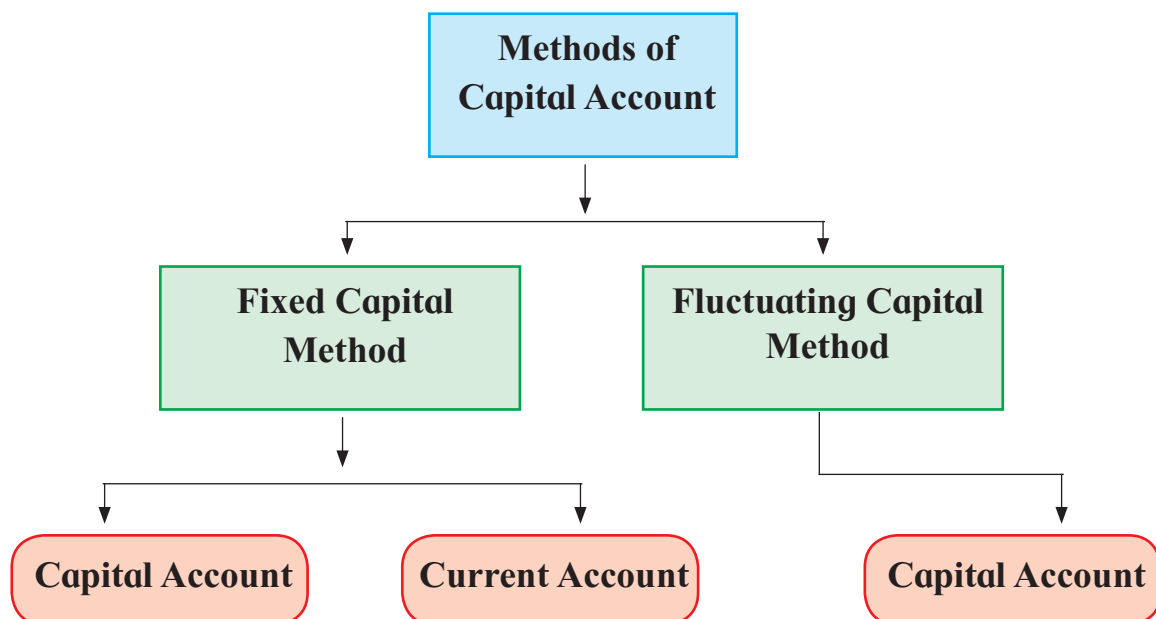 Methods of
Capital Account
Fixed Capital
Method
Fluctuating Capital
Method
Capital Account
Current Account
Capital Account